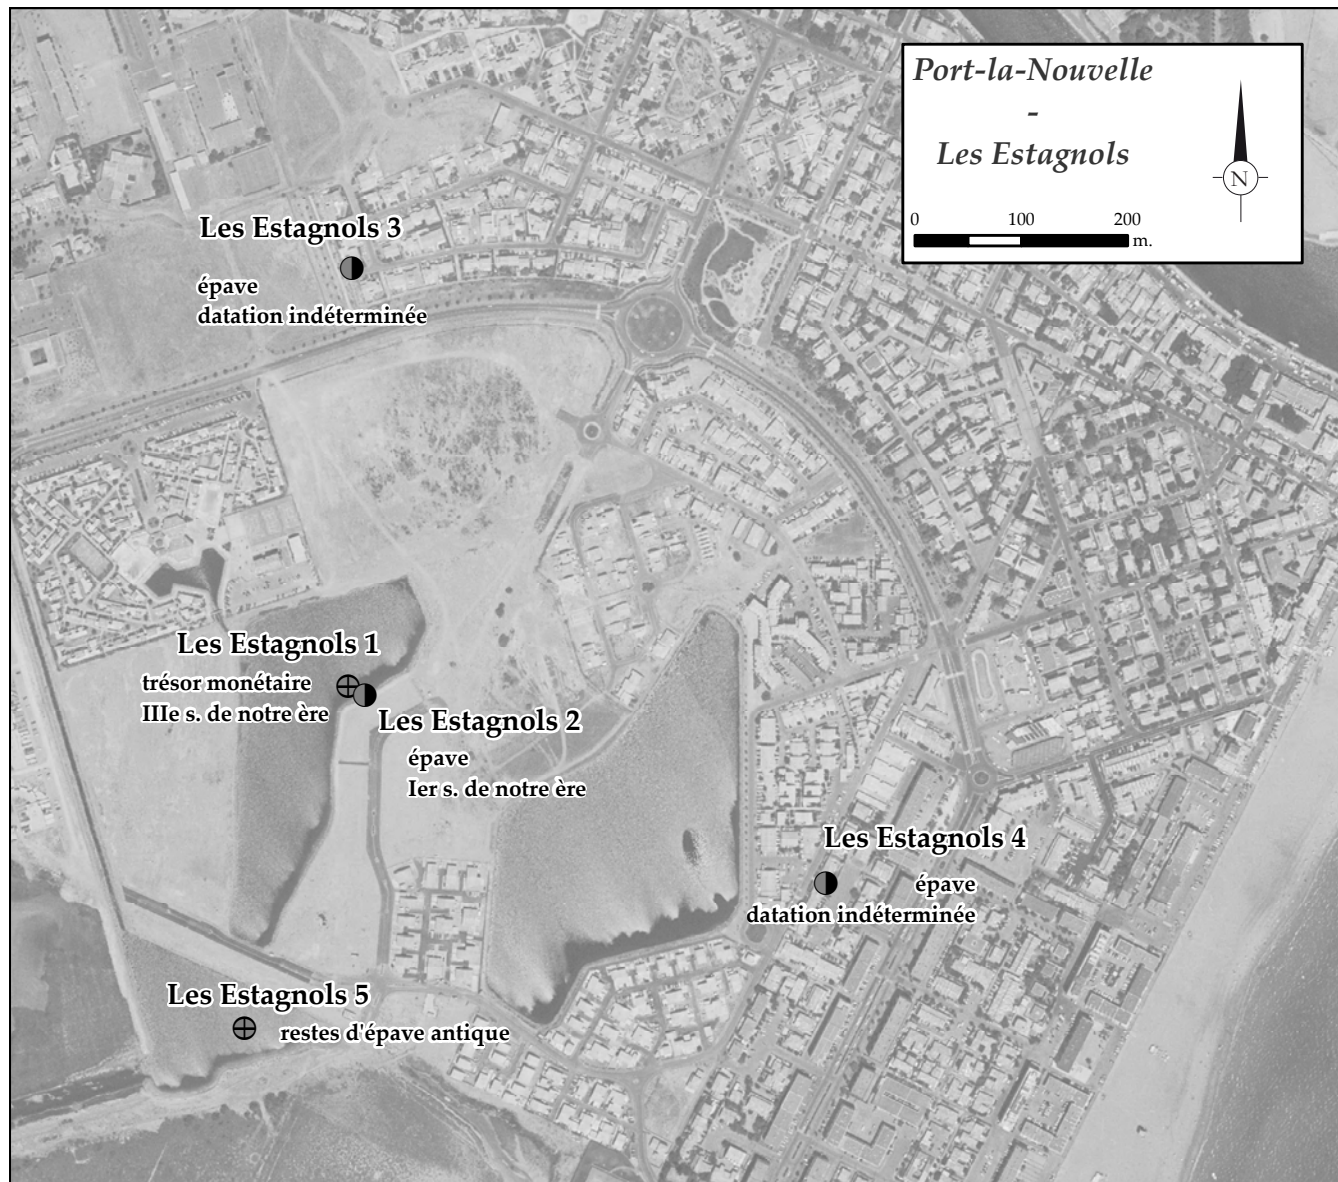 Port-la-Nouvelle
-
Les Estagnols
N
0 100 200
m.
Les Estagnols 3
épave
datation indéterminée
Les Estagnols 1
trésor monétaire
IIIe s. de notre ère
Les Estagnols 2
épave
Ier s. de notre ère
Les Estagnols 4
épave
datation indéterminée
Les Estagnols 5
restes d'épave antique